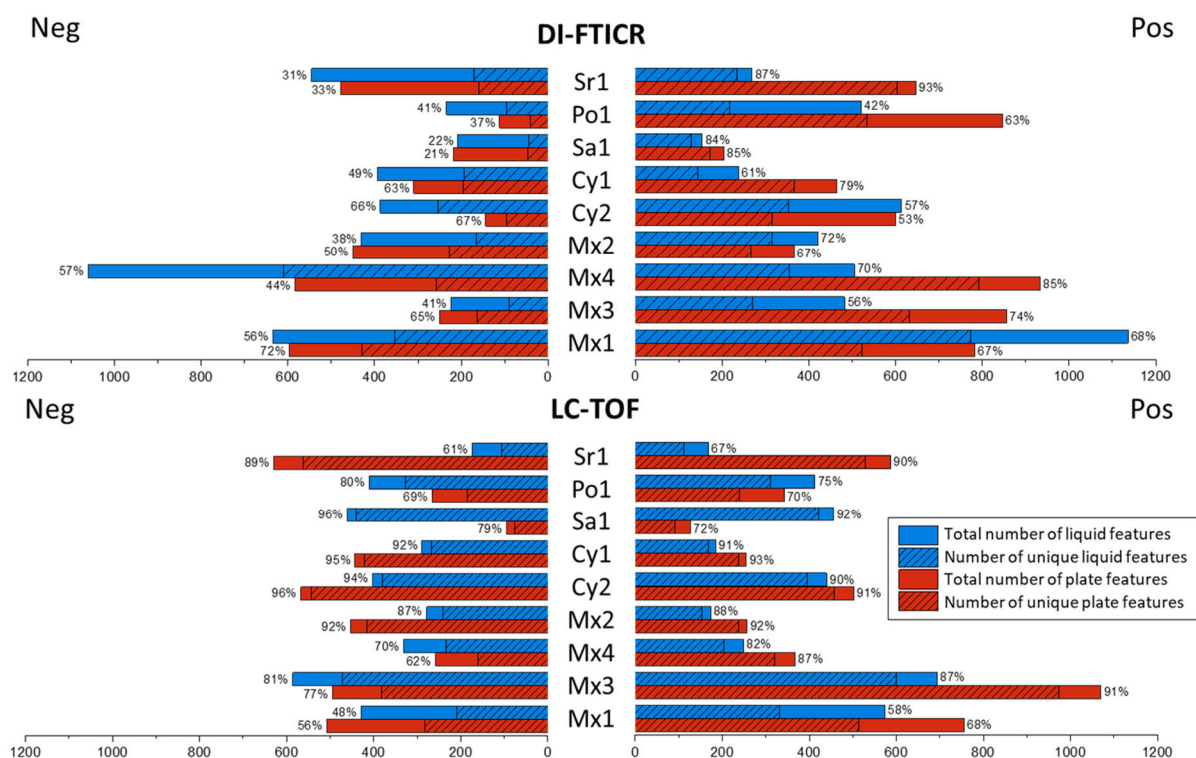 Neg
Pos
DI-FTICR
31% Sr1 87%
33% 93%
41% Po1 42%
37% 63%
22% Sa1 84%
21% 85%
49% Cy1 61%
63% 79%
66% Cy2 57%
67% 53%
38% Mx2 72%
50% 67%
57% Mx4 70%
44% 85%
41% Mx3 56%
65% 74%
56% Mx1 68%
72% 67%
1200 1000 800 600 400 200 0 0 200 400 600 800 1000 1200
Neg LC-TOF Pos
61% Sr1 67%
89% 90%
80% Po1 75%
69% 70%
96% Sa1 92%
79% 72%
92% Cy1 91%
95% 93%
94% Cy2 90%
96% 91%
87% Mx2 88%
92% 92%
70% Mx4 82%
62% 87%
81% Mx3 87%
77% 91%
48% Mx1 58%
56% 68%
1200 1000 800 600 400 200 0 0 200 400 600 800 1000 1200
Total number of liquid features
Number of unique liquid features
Total number of plate features
Number of unique plate features